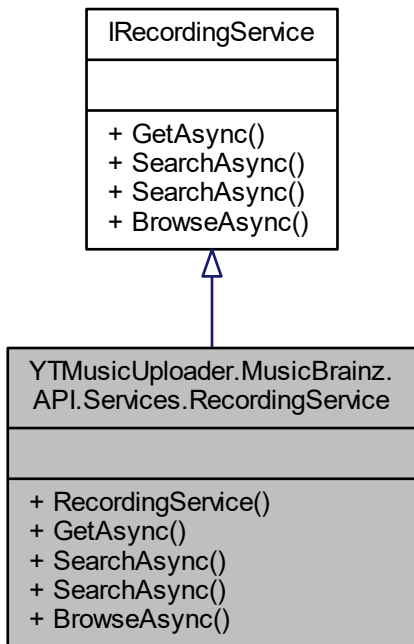 IRecordingService
+ GetAsync()
+ SearchAsync()
+ SearchAsync()
+ BrowseAsync()
YTMusicUploader.MusicBrainz.
API.Services.RecordingService
+ RecordingService()
+ GetAsync()
+ SearchAsync()
+ SearchAsync()
+ BrowseAsync()